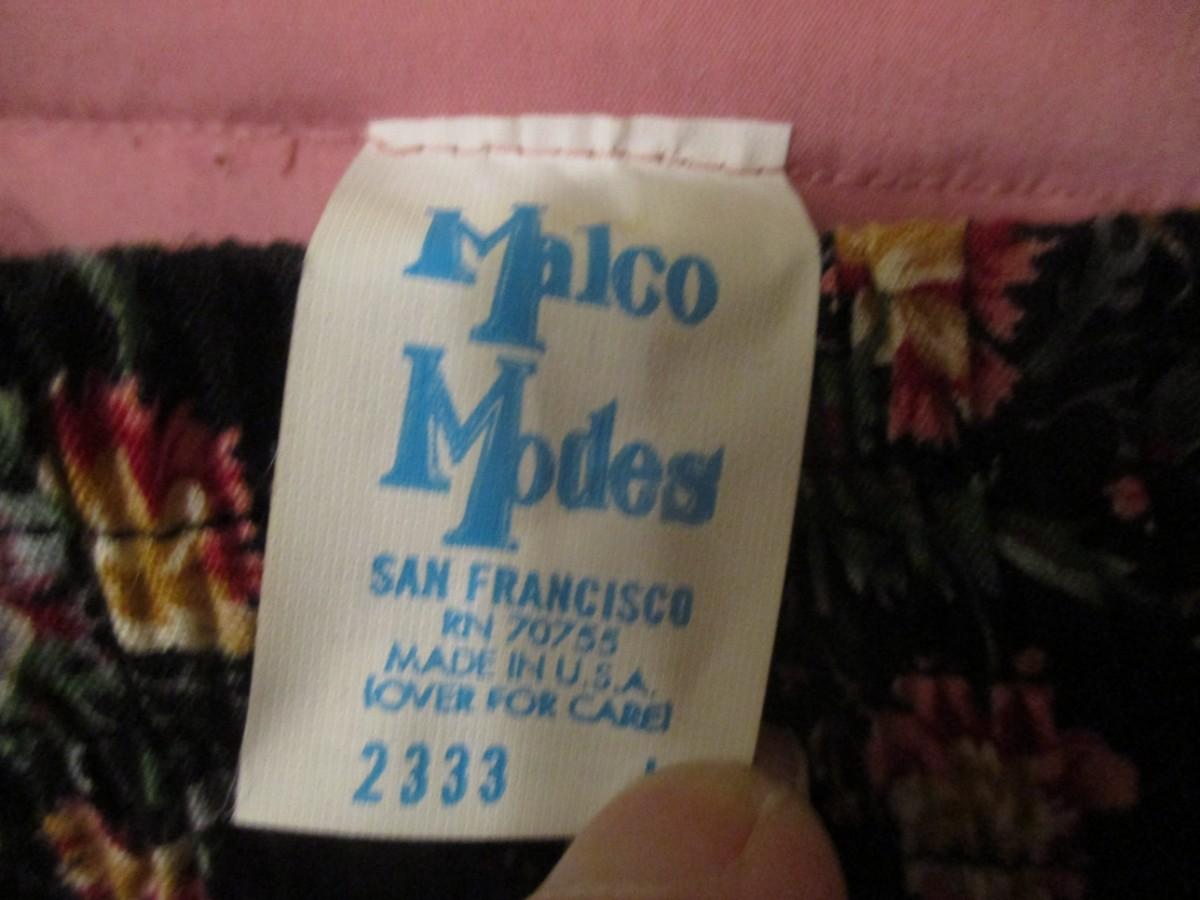 Malco
Modes
SAN FRANCISCO
RN 70755
MADE IN U.S.A.
(OVER FOR CARE)
2333